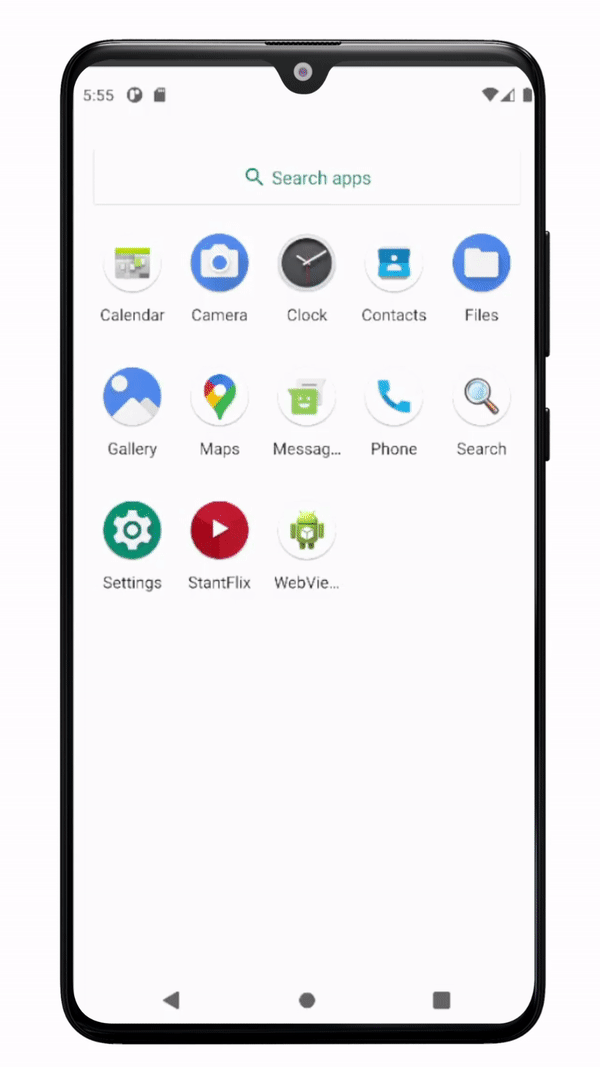 5:55
Search apps
Calendar Camera Clock Contacts Files
Gallery Maps Messag... Phone Search
Settings StantFlix WebVie...